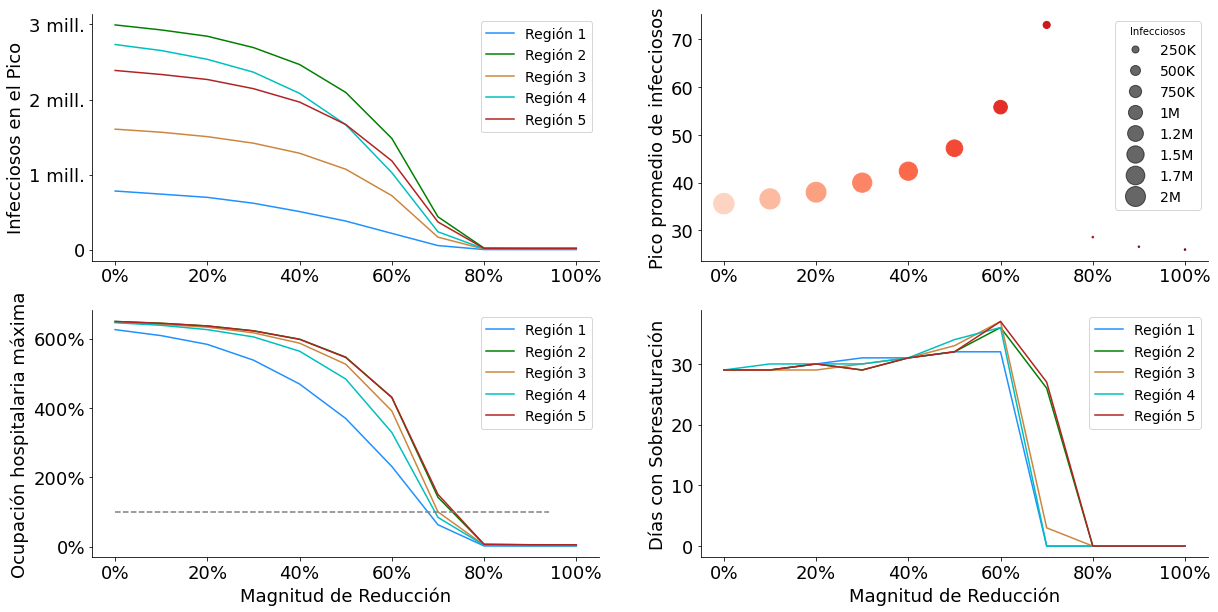 Infecciosos en el Pico
3 mill.
2 mill.
1 mill.
0
0%
20%
40%
60%
80%
100%
Región 1
Región 2
Región 3
Región 4
Región 5
Pico promedio de infecciosos
70
60
50
40
30
0%
20%
40%
60%
80%
100%
Infecciosos
250K
500K
750K
1M
1.2M
1.5M
1.7M
2M
Ocupación hospitalaria máxima
600%
400%
200%
0%
0%
20%
40%
60%
80%
100%
Magnitud de Reducción
Región 1
Región 2
Región 3
Región 4
Región 5
Días con Sobresaturación
30
20
10
0
0%
20%
40%
60%
80%
100%
Magnitud de Reducción
Región 1
Región 2
Región 3
Región 4
Región 5